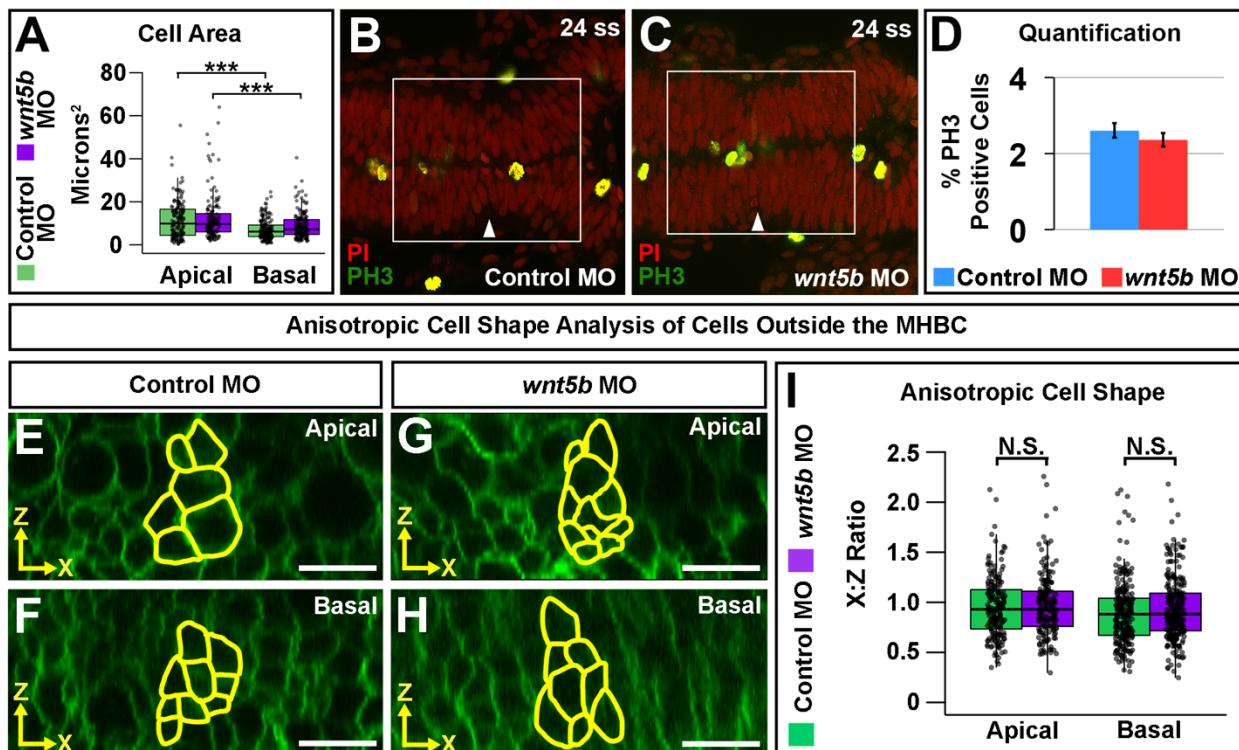 A
Cell Area
Control MO
wnt5b MO
Microns²
80
60
40
20
0
***
***
Apical
Basal
B
24 ss
PI
PH3
Control MO
C
24 ss
PI
PH3
wnt5b MO
D
Quantification
% PH3
Positive Cells
4
2
0
Control MO
wnt5b MO
Anisotropic Cell Shape Analysis of Cells Outside the MHBC
Control MO
wnt5b MO
E
Apical
Z
X
G
Apical
Z
X
F
Basal
Z
X
H
Basal
Z
X
I
Anisotropic Cell Shape
Control MO
wnt5b MO
X:Z Ratio
2.5
2.0
1.5
1.0
0.5
0
N.S.
N.S.
Apical
Basal